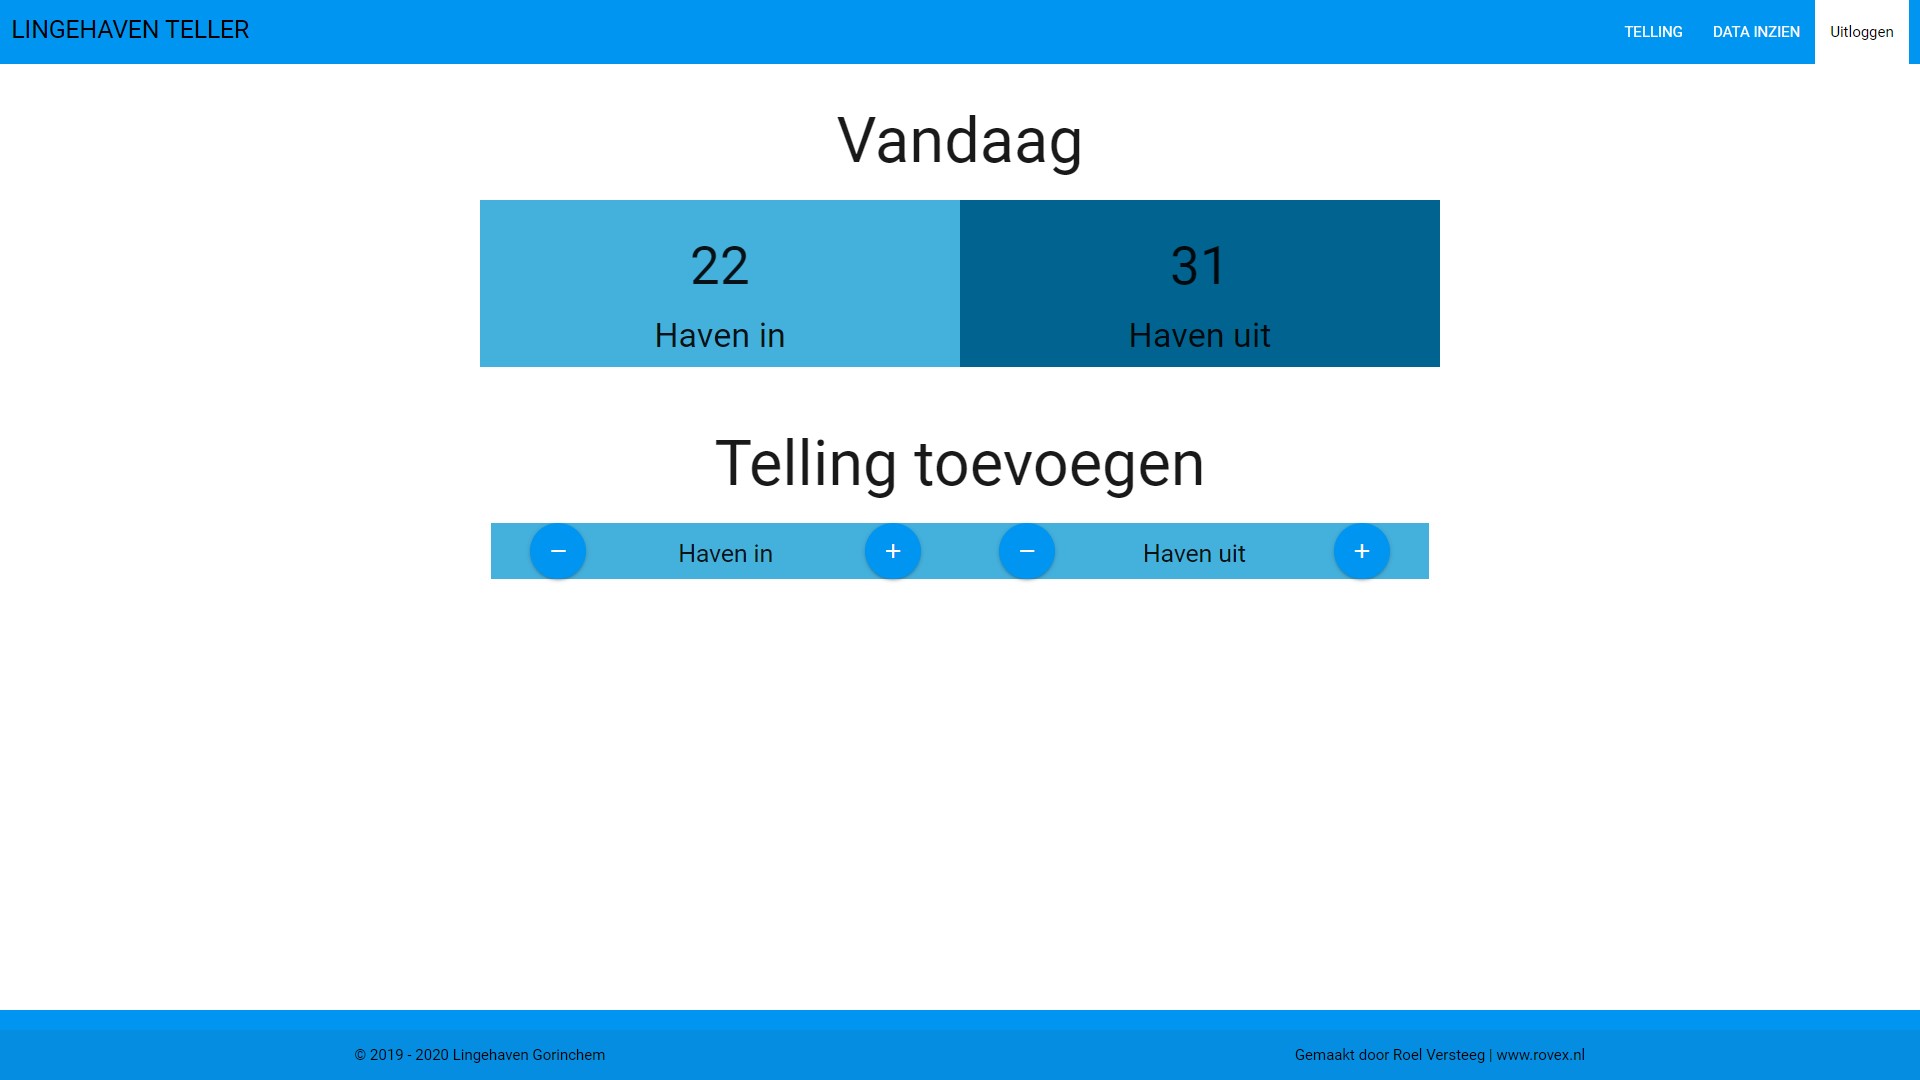 LINGEHAVEN TELLER
TELLING
DATA INZIEN
Uitloggen
Vandaag
22
Haven in
31
Haven uit
Telling toevoegen
−
Haven in
+
−
Haven uit
+
© 2019 - 2020 Lingehaven Gorinchem
Gemaakt door Roel Versteeg | www.rovex.nl